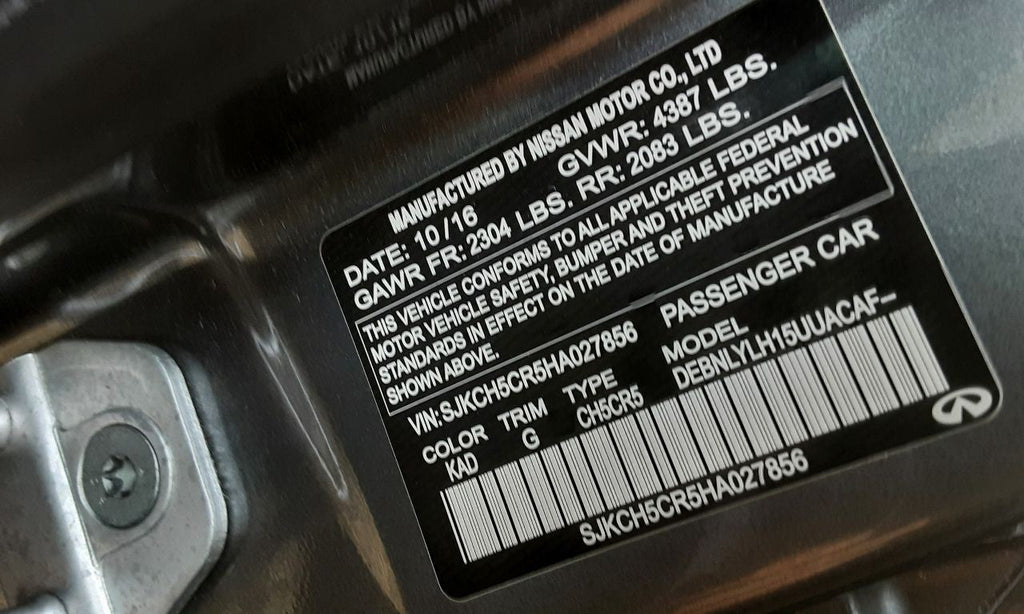 MANUFACTURED BY NISSAN MOTOR CO., LTD
DATE: 10 /16 GVWR: 4387 LBS.
GAWR FR: 2304 LBS. RR: 2083 LBS.
THIS VEHICLE CONFORMS TO ALL APPLICABLE FEDERAL
MOTOR VEHICLE SAFETY, BUMPER AND THEFT PREVENTION
STANDARDS IN EFFECT ON THE DATE OF MANUFACTURE
SHOWN ABOVE.
VIN: SJKCH5CR5HA027856 PASSENGER CAR
COLOR TRIM TYPE MODEL
KAD G CH5CR5 DEBNLYLH15UUACAF--
SJKCH5CR5HA027856